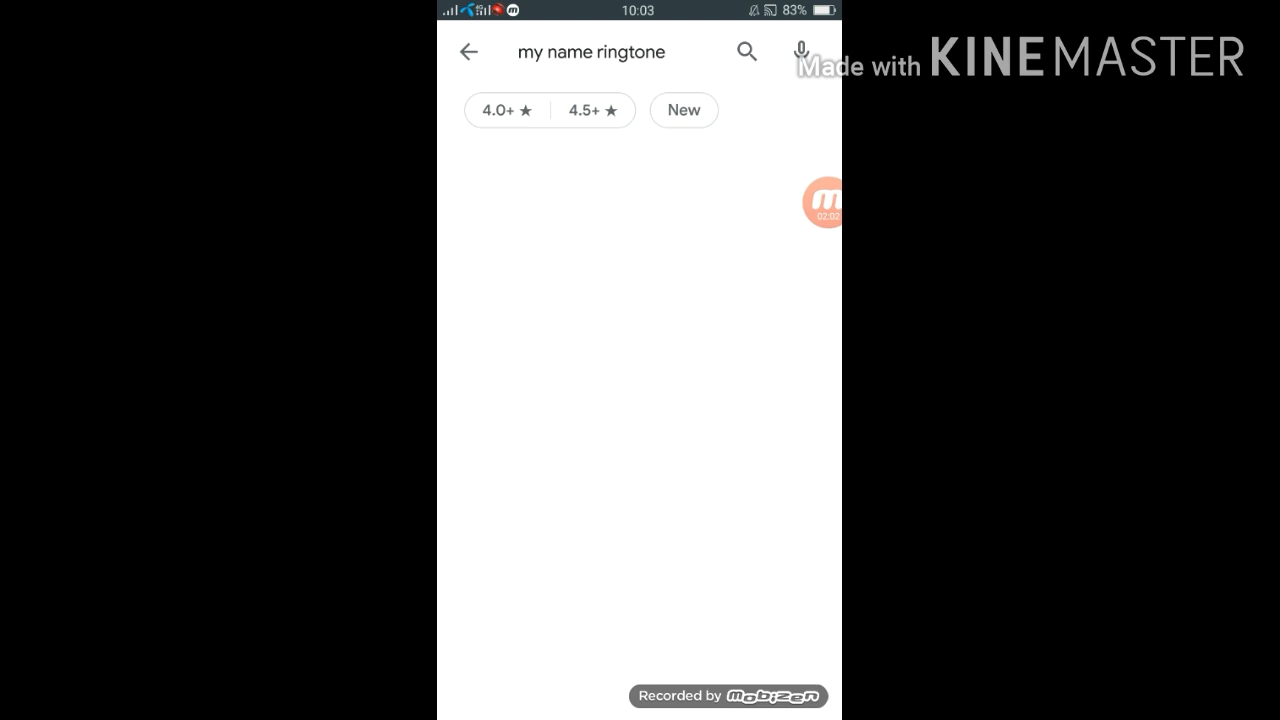 10:03
83%
my name ringtone
Made with KINEMASTER
4.0+ ★ 4.5+ ★ New
m
02:02
Recorded by mobizen